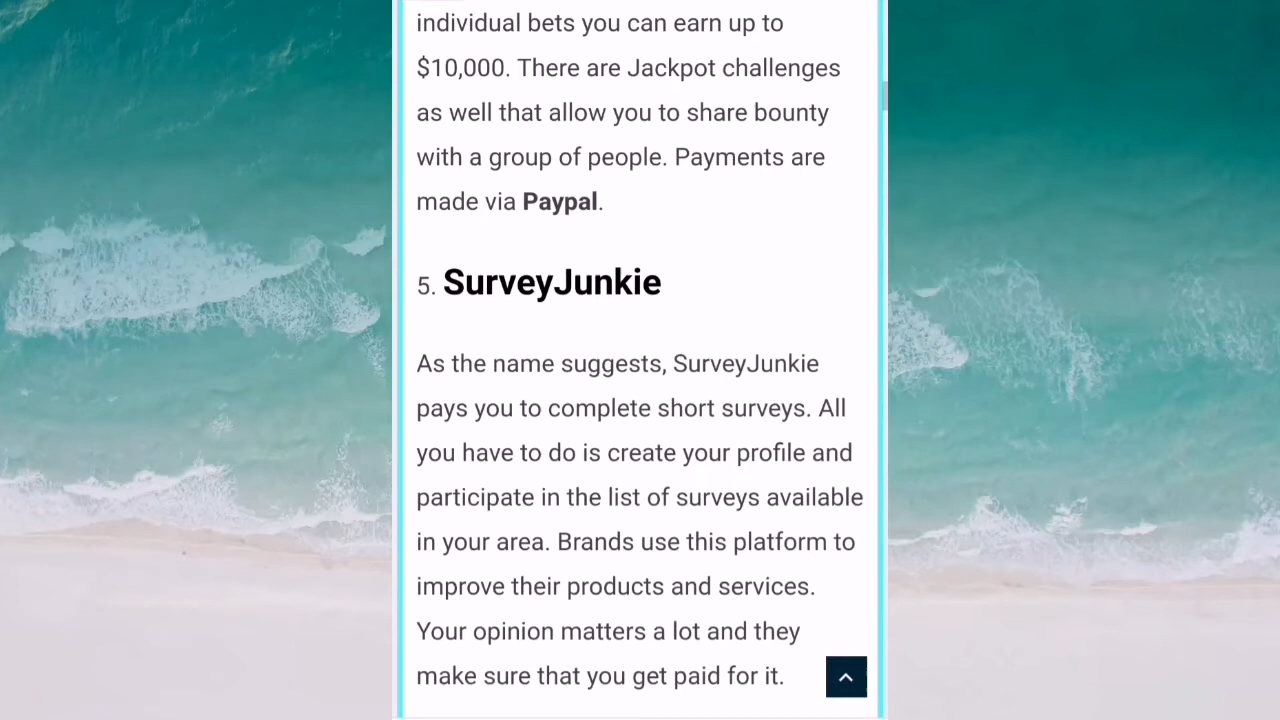 individual bets you can earn up to
$10,000. There are Jackpot challenges
as well that allow you to share bounty
with a group of people. Payments are
made via Paypal.
5. SurveyJunkie
As the name suggests, SurveyJunkie
pays you to complete short surveys. All
you have to do is create your profile and
participate in the list of surveys available
in your area. Brands use this platform to
improve their products and services.
Your opinion matters a lot and they
make sure that you get paid for it.